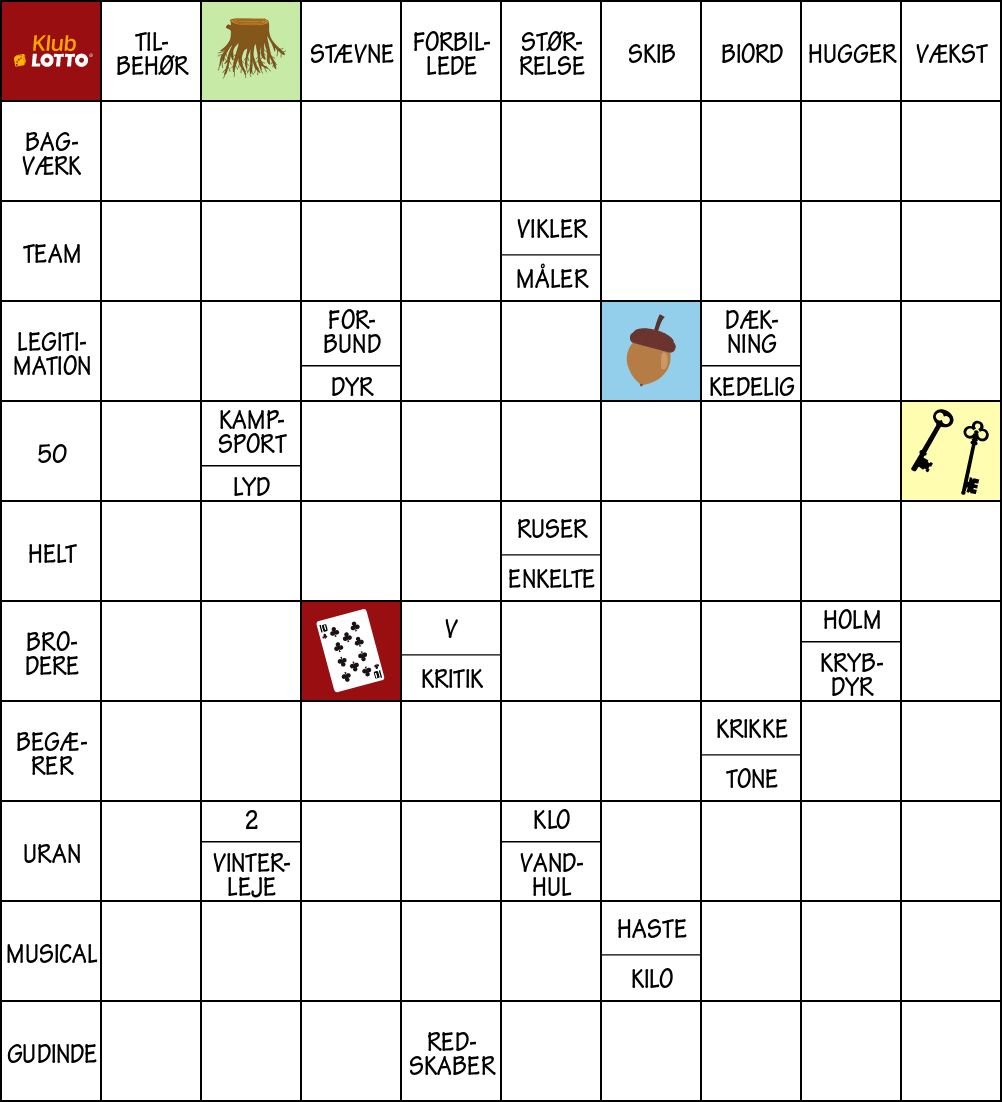 Klub
LOTTO
TIL-
BEHØR
STÆVNE
FORBIL-
LEDE
STØR-
RELSE
SKIB
BIORD
HUGGER
VÆKST
BAG-
VÆRK
TEAM
VIKLER
MÅLER
LEGITI-
MATION
FOR-
BUND
DYR
DÆK-
NING
KEDELIG
50
KAMP-
SPORT
LYD
HELT
RUSER
ENKELTE
BRO-
DERE
10
10
V
KRITIK
HOLM
KRYB-
DYR
BEGÆ-
RER
KRIKKE
TONE
URAN
2
VINTER-
LEJE
KLO
VAND-
HUL
MUSICAL
HASTE
KILO
GUDINDE
RED-
SKABER